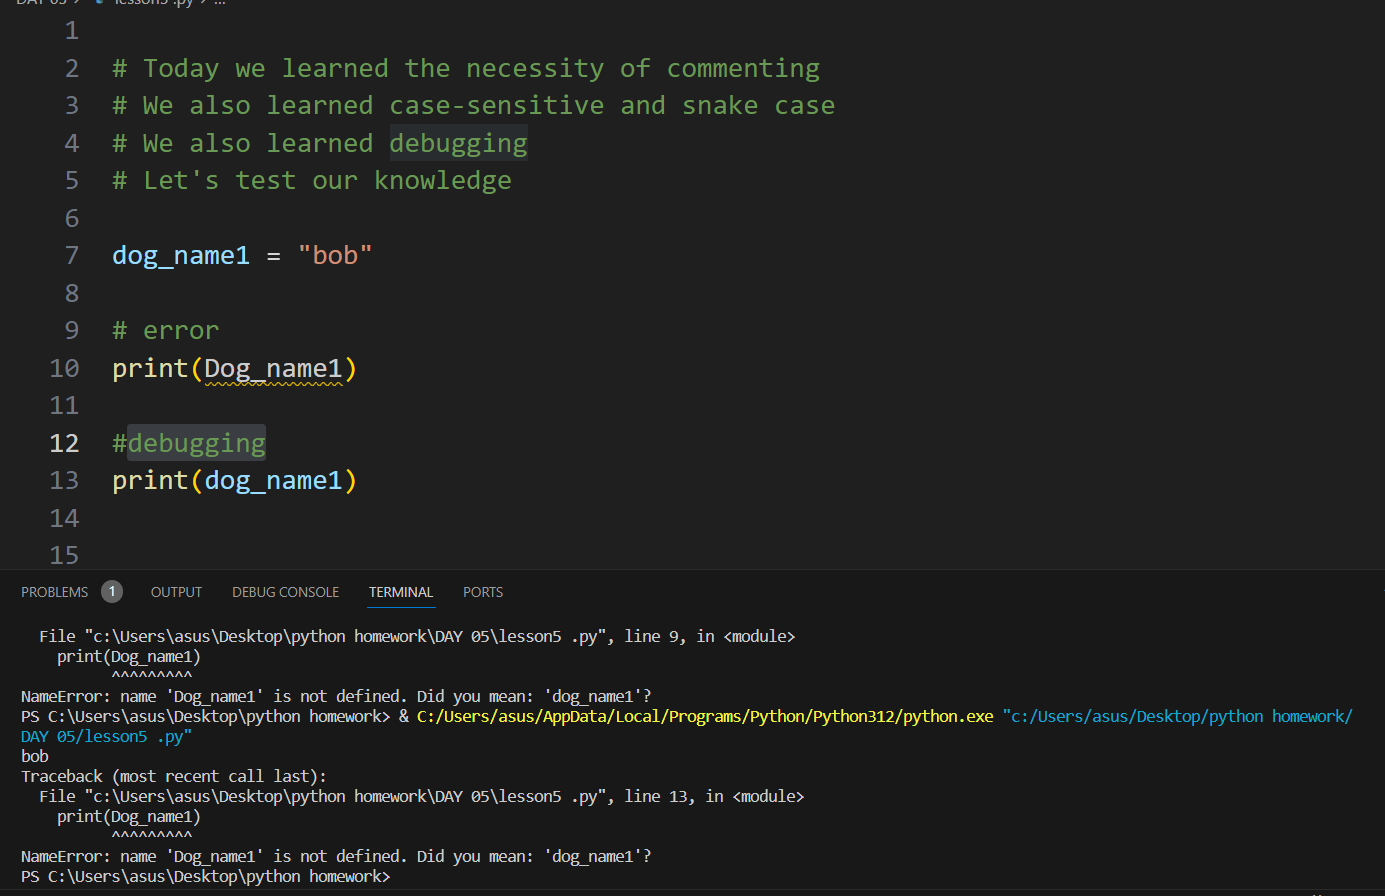 DAY 05 > lesson5 .py > ...
1
2 # Today we learned the necessity of commenting
3 # We also learned case-sensitive and snake case
4 # We also learned debugging
5 # Let's test our knowledge
6
7 dog_name1 = "bob"
8
9 # error
10 print(Dog_name1)
11
12 #debugging
13 print(dog_name1)
14
15
PROBLEMS 1 OUTPUT DEBUG CONSOLE TERMINAL PORTS
File "c:\Users\asus\Desktop\python homework\DAY 05\lesson5 .py", line 9, in <module>
print(Dog_name1)
^^^^^^^^^
NameError: name 'Dog_name1' is not defined. Did you mean: 'dog_name1'?
PS C:\Users\asus\Desktop\python homework> & C:/Users/asus/AppData/Local/Programs/Python/Python312/python.exe "c:/Users/asus/Desktop/python homework/
DAY 05/lesson5 .py"
bob
Traceback (most recent call last):
File "c:\Users\asus\Desktop\python homework\DAY 05\lesson5 .py", line 13, in <module>
print(Dog_name1)
^^^^^^^^^
NameError: name 'Dog_name1' is not defined. Did you mean: 'dog_name1'?
PS C:\Users\asus\Desktop\python homework>